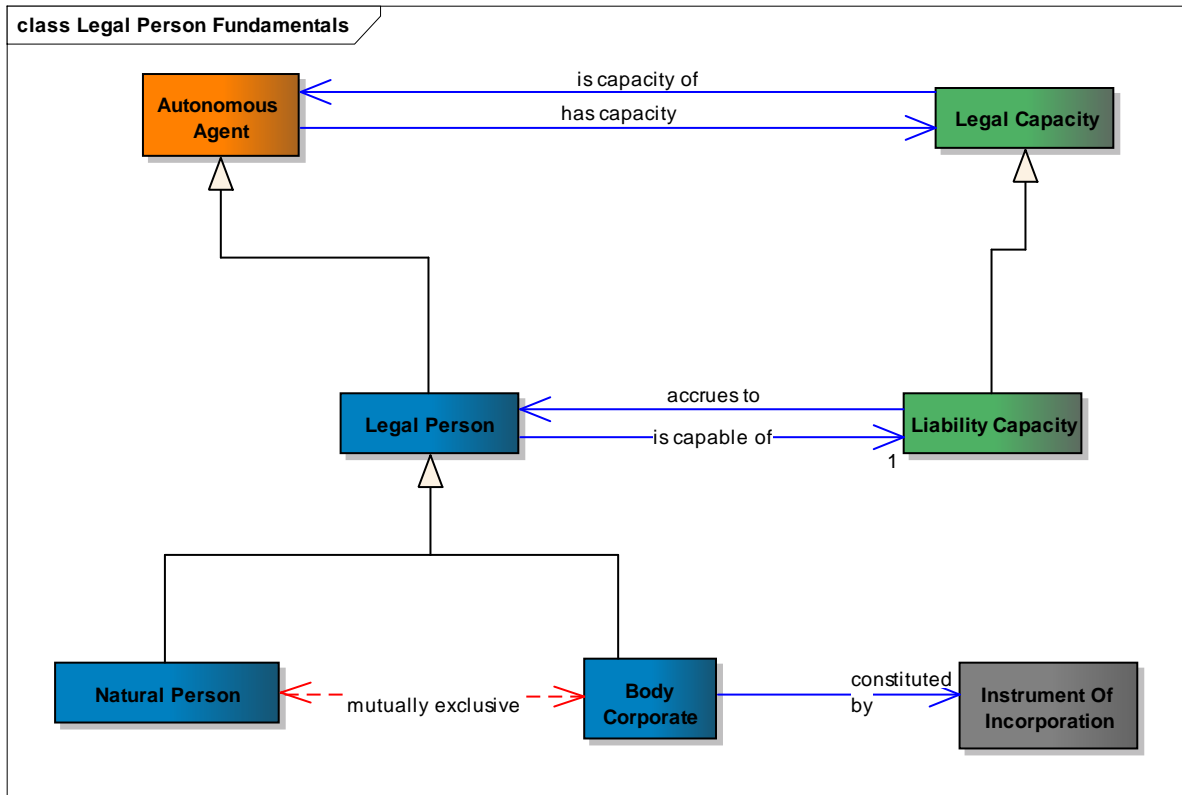 class Legal Person Fundamentals
Autonomous
Agent
is capacity of
has capacity
Legal Capacity
Legal Person
accrues to
is capable of
1
Liability Capacity
Natural Person
mutually exclusive
Body
Corporate
constituted
by
Instrument Of
Incorporation